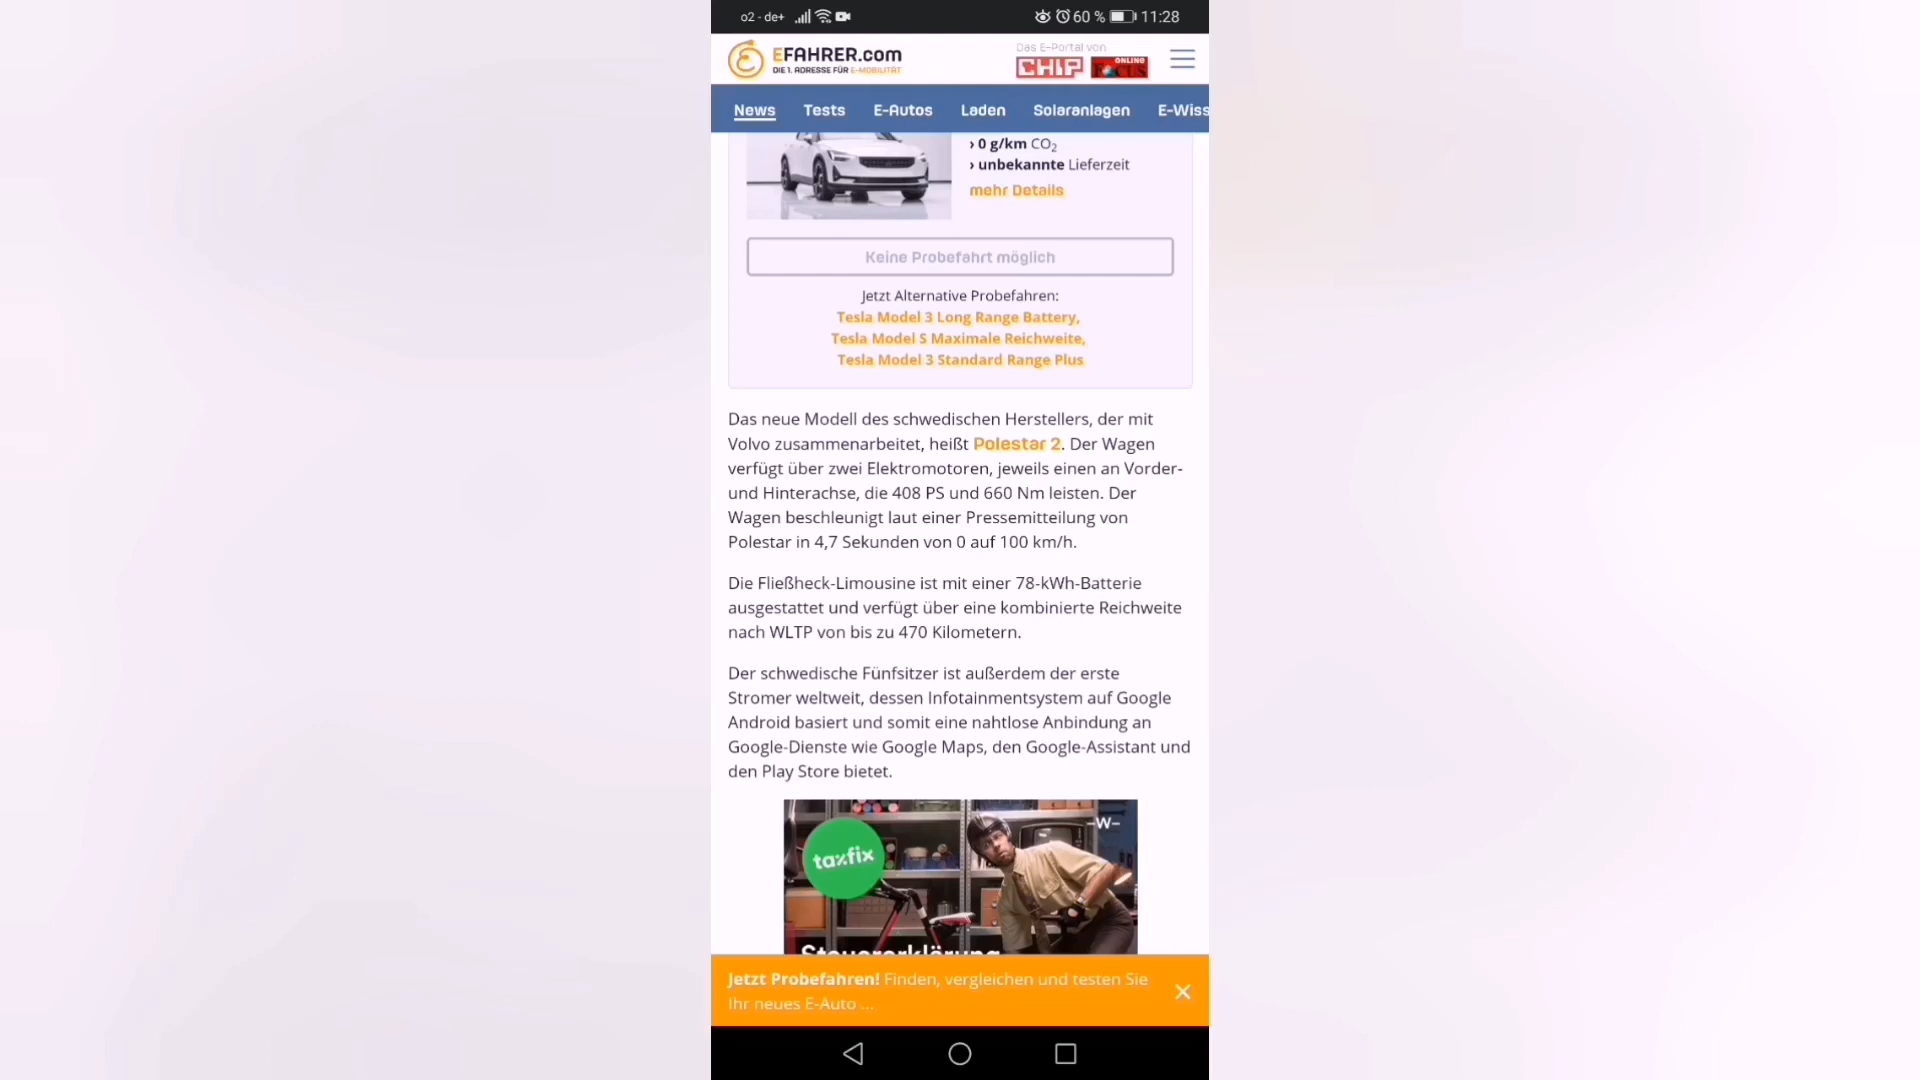 o2 - de+ 60 % 11:28
EFAHRER.com
DIE 1. ADRESSE FÜR E-MOBILITÄT
Das E-Portal von
CHIP FOCUS ONLINE
News Tests E-Autos Laden Solaranlagen E-Wiss
› 0 g/km CO₂
› unbekannte Lieferzeit
mehr Details
Keine Probefahrt möglich
Jetzt Alternative Probefahren:
Tesla Model 3 Long Range Battery,
Tesla Model S Maximale Reichweite,
Tesla Model 3 Standard Range Plus
Das neue Modell des schwedischen Herstellers, der mit
Volvo zusammenarbeitet, heißt Polestar 2. Der Wagen
verfügt über zwei Elektromotoren, jeweils einen an Vorder-
und Hinterachse, die 408 PS und 660 Nm leisten. Der
Wagen beschleunigt laut einer Pressemitteilung von
Polestar in 4,7 Sekunden von 0 auf 100 km/h.
Die Fließheck-Limousine ist mit einer 78-kWh-Batterie
ausgestattet und verfügt über eine kombinierte Reichweite
nach WLTP von bis zu 470 Kilometern.
Der schwedische Fünfsitzer ist außerdem der erste
Stromer weltweit, dessen Infotainmentsystem auf Google
Android basiert und somit eine nahtlose Anbindung an
Google-Dienste wie Google Maps, den Google-Assistant und
den Play Store bietet.
–W–
taxfix
Steuererklärung
Jetzt Probefahren! Finden, vergleichen und testen Sie
Ihr neues E-Auto ...